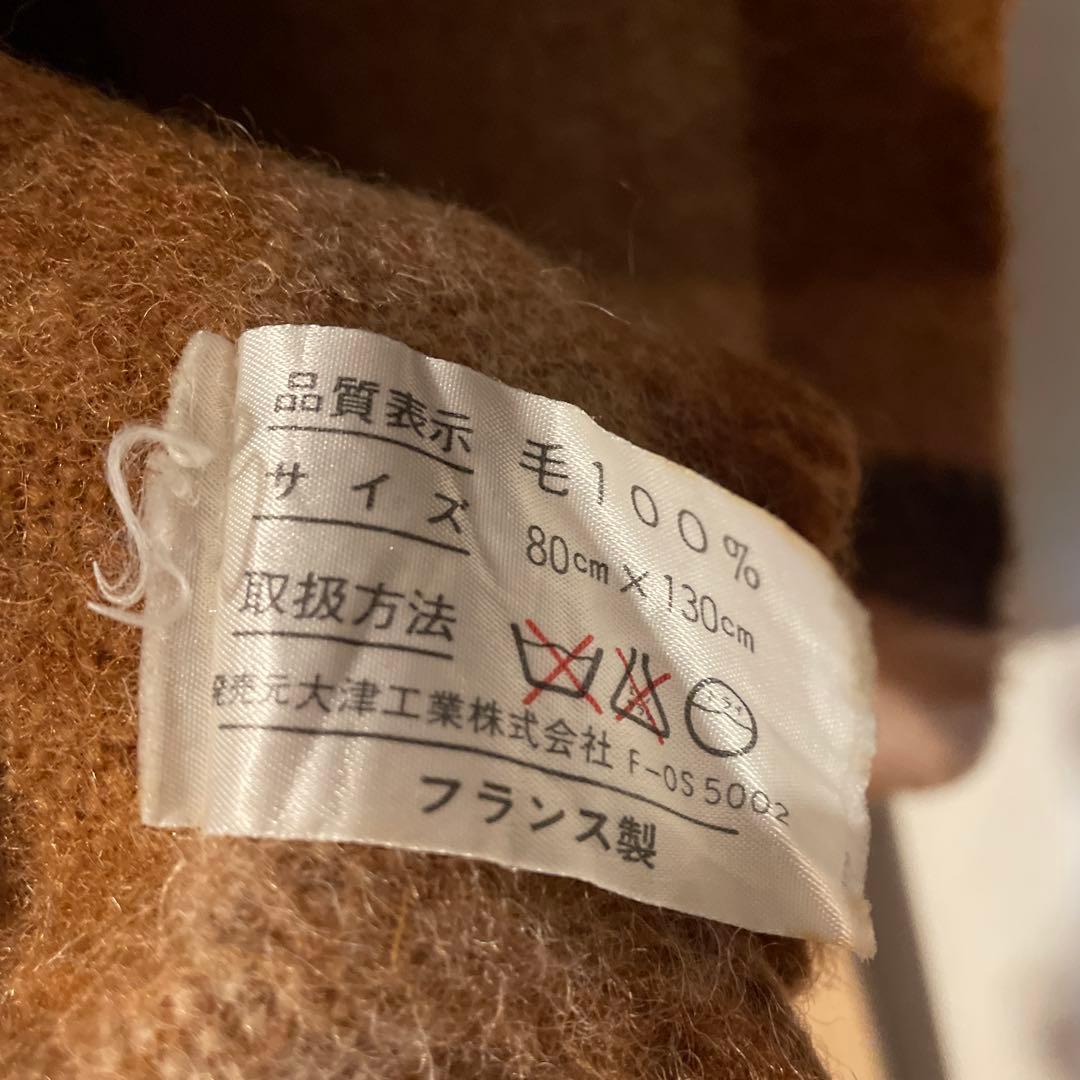 品質表示 毛100%
サイズ 80cm×130cm
取扱方法
発売元大津工業株式会社 F-OS5002
フランス製